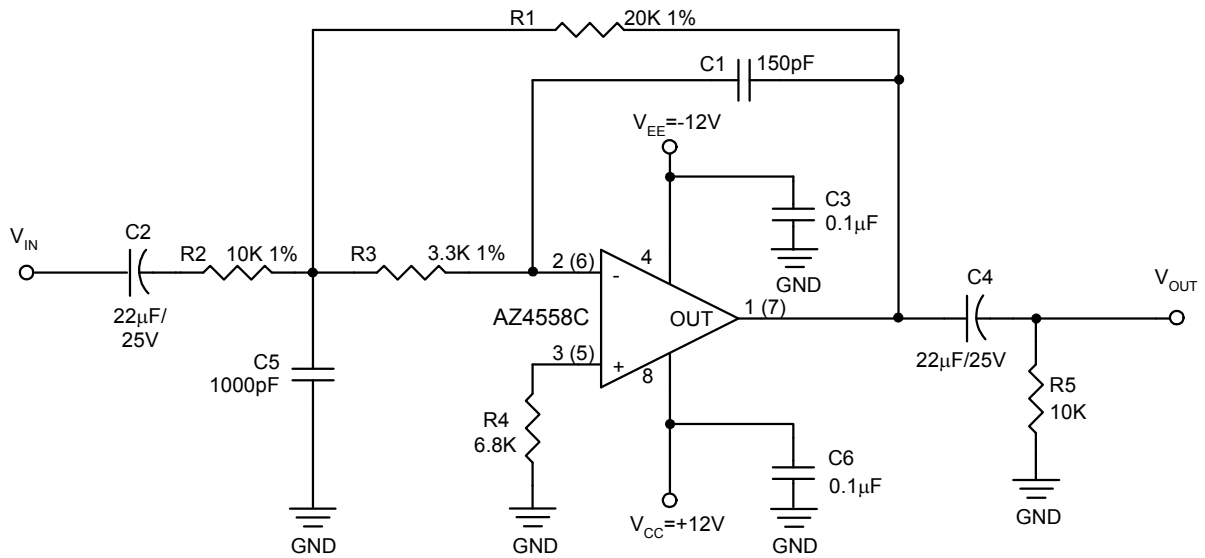 R1 20K 1%
C1 150pF
V_EE=-12V
C3
0.1μF
GND
V_IN
C2
22μF/
25V
R2 10K 1%
R3 3.3K 1%
2 (6)
4
-
AZ4558C
OUT
1 (7)
3 (5)
+
8
C4
22μF/25V
V_OUT
C5
1000pF
R4
6.8K
R5
10K
C6
0.1μF
GND
GND
V_CC=+12V
GND
GND